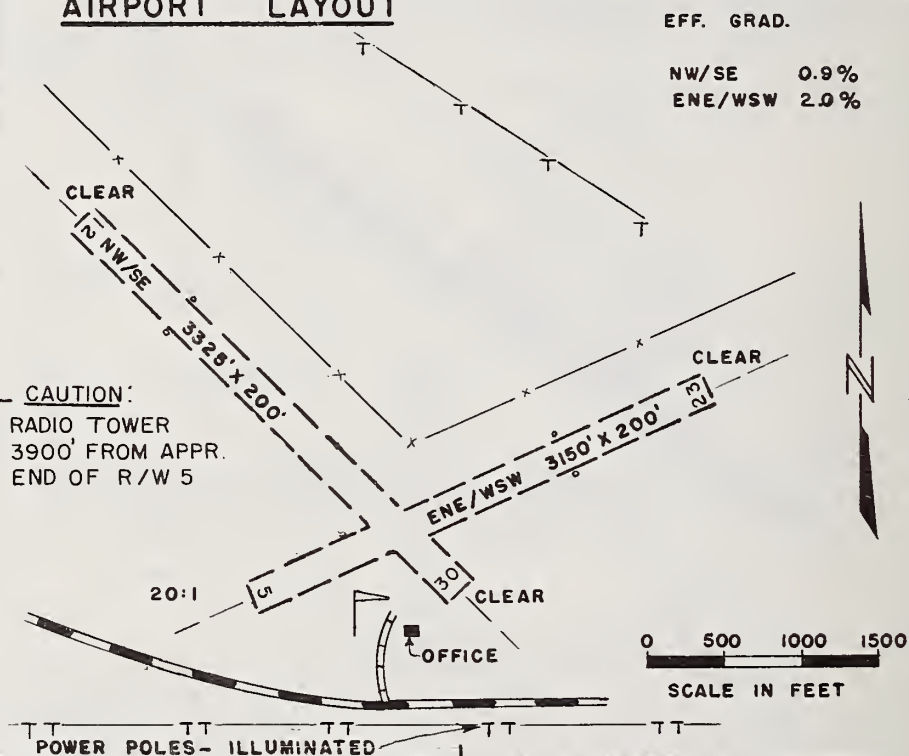 AIRPORT LAYOUT
EFF. GRAD.
NW/SE 0.9%
ENE/WSW 2.0%
T
T
T
T
CLEAR
12
NW/SE 3325' X 200'
CLEAR
23
CAUTION:
RADIO TOWER
3900' FROM APPR.
END OF R/W 5
ENE/WSW 3150' X 200'
N
20:1
5
30
CLEAR
OFFICE
0 500 1000 1500
SCALE IN FEET
T T T T T T T T T T
POWER POLES- ILLUMINATED